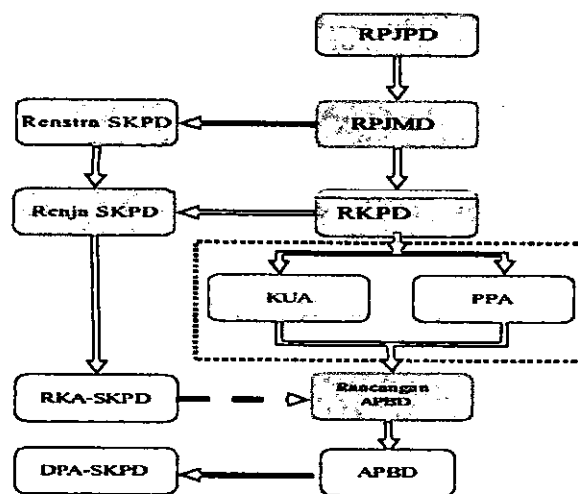 RPJPD
Renstra SKPD
RPJMD
Renja SKPD
RKPD
KUA
PPA
RKA-SKPD
Rancangan
APBD
DPA-SKPD
APBD